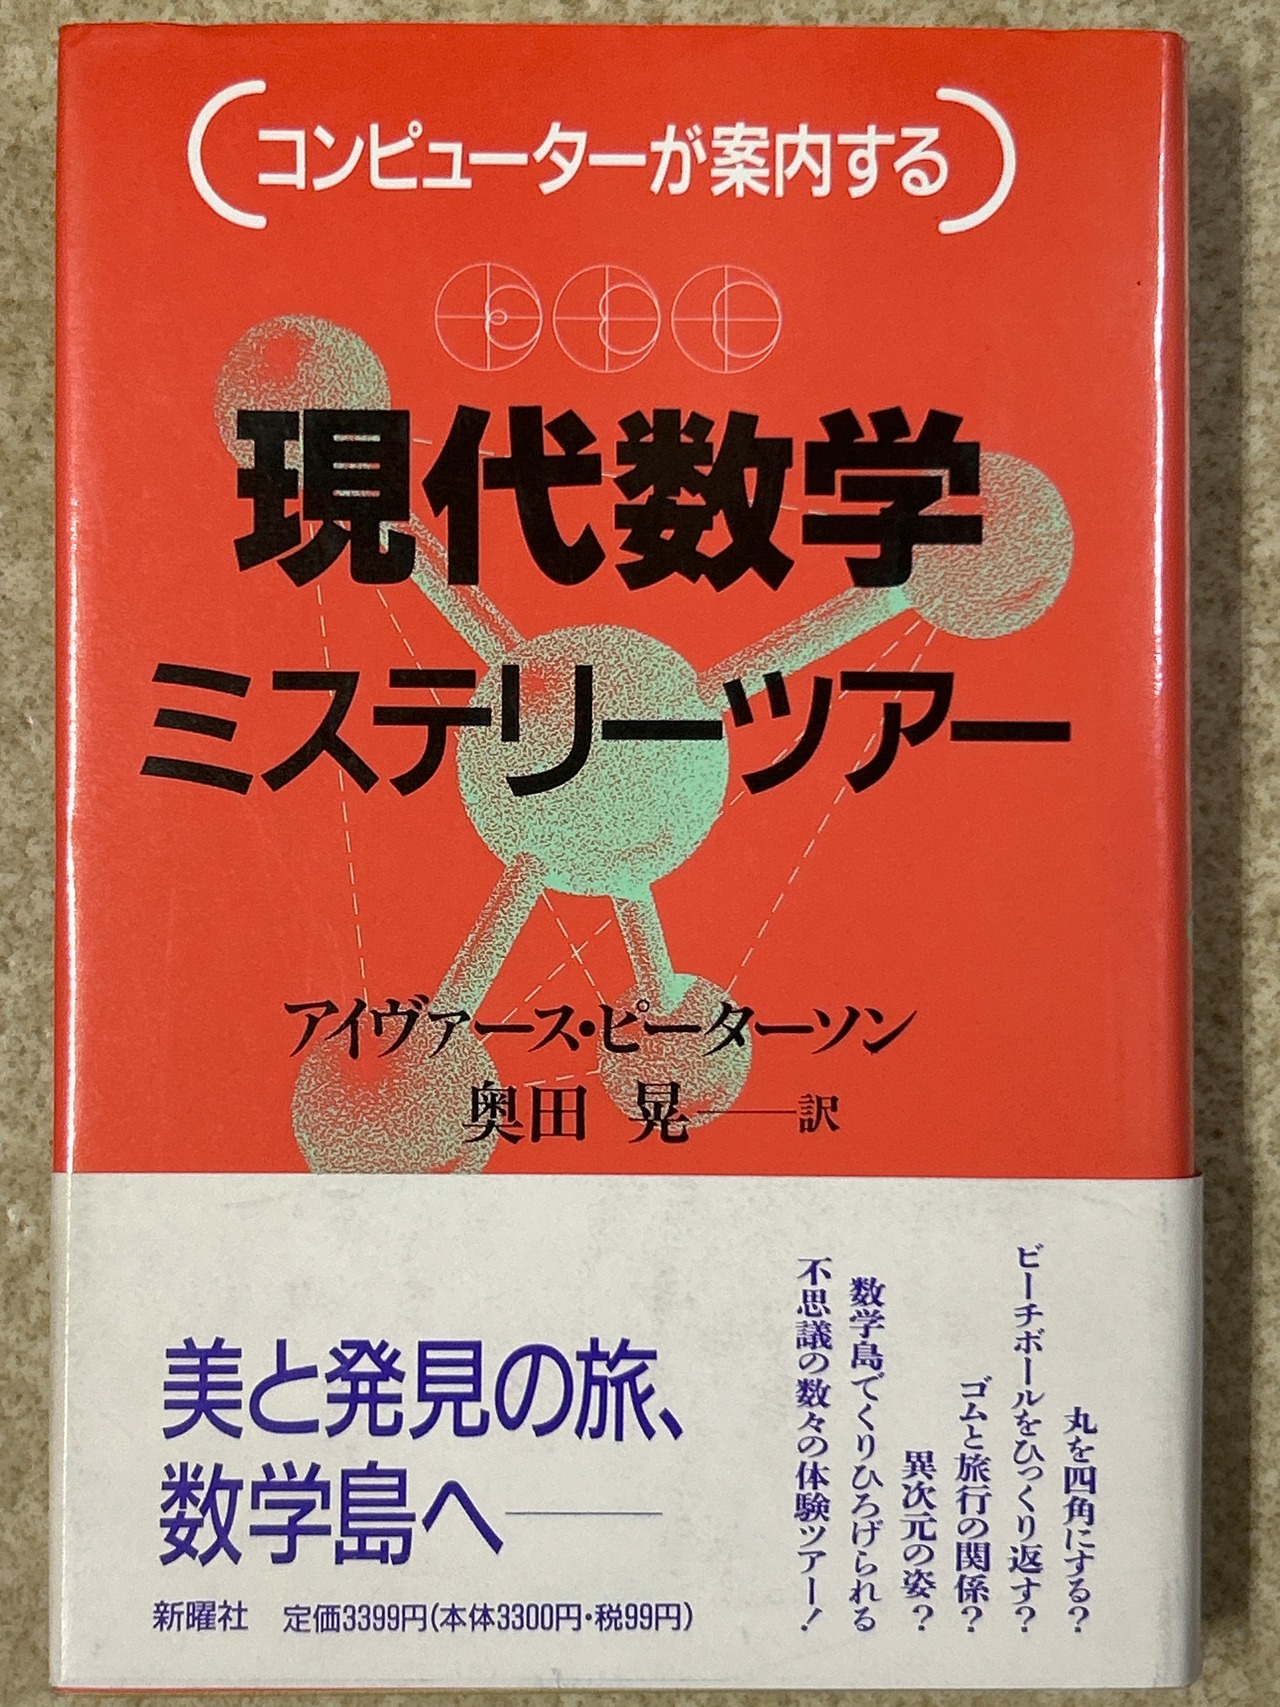 (コンピューターが案内する)
現代数学
ミステリーツアー
アイヴァース・ピーターソン
奥田 晃――訳
丸を四角にする?
ビーチボールをひっくり返す?
ゴムと旅行の関係?
異次元の姿?
数学島でくりひろげられる
不思議の数々の体験ツアー!
美と発見の旅、
数学島へ――
新曜社 定価3399円(本体3300円・税99円)